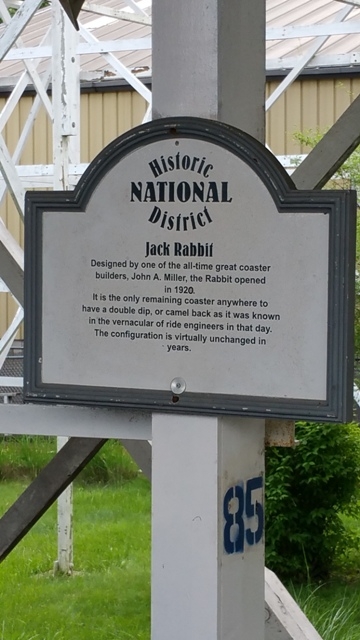 Historic
NATIONAL
District
Jack Rabbit
Designed by one of the all-time great coaster
builders, John A. Miller, the Rabbit opened
in 1920.
It is the only remaining coaster anywhere to
have a double dip, or camel back as it was known
in the vernacular of ride engineers in that day.
The configuration is virtually unchanged in
years.
85